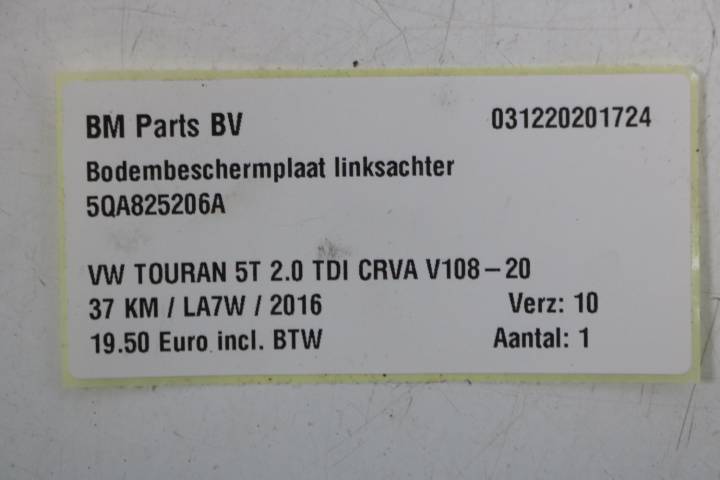 BM Parts BV 031220201724
Bodembeschermplaat linksachter
5QA825206A
VW TOURAN 5T 2.0 TDI CRVA V108-20
37 KM / LA7W / 2016 Verz: 10
19.50 Euro incl. BTW Aantal: 1